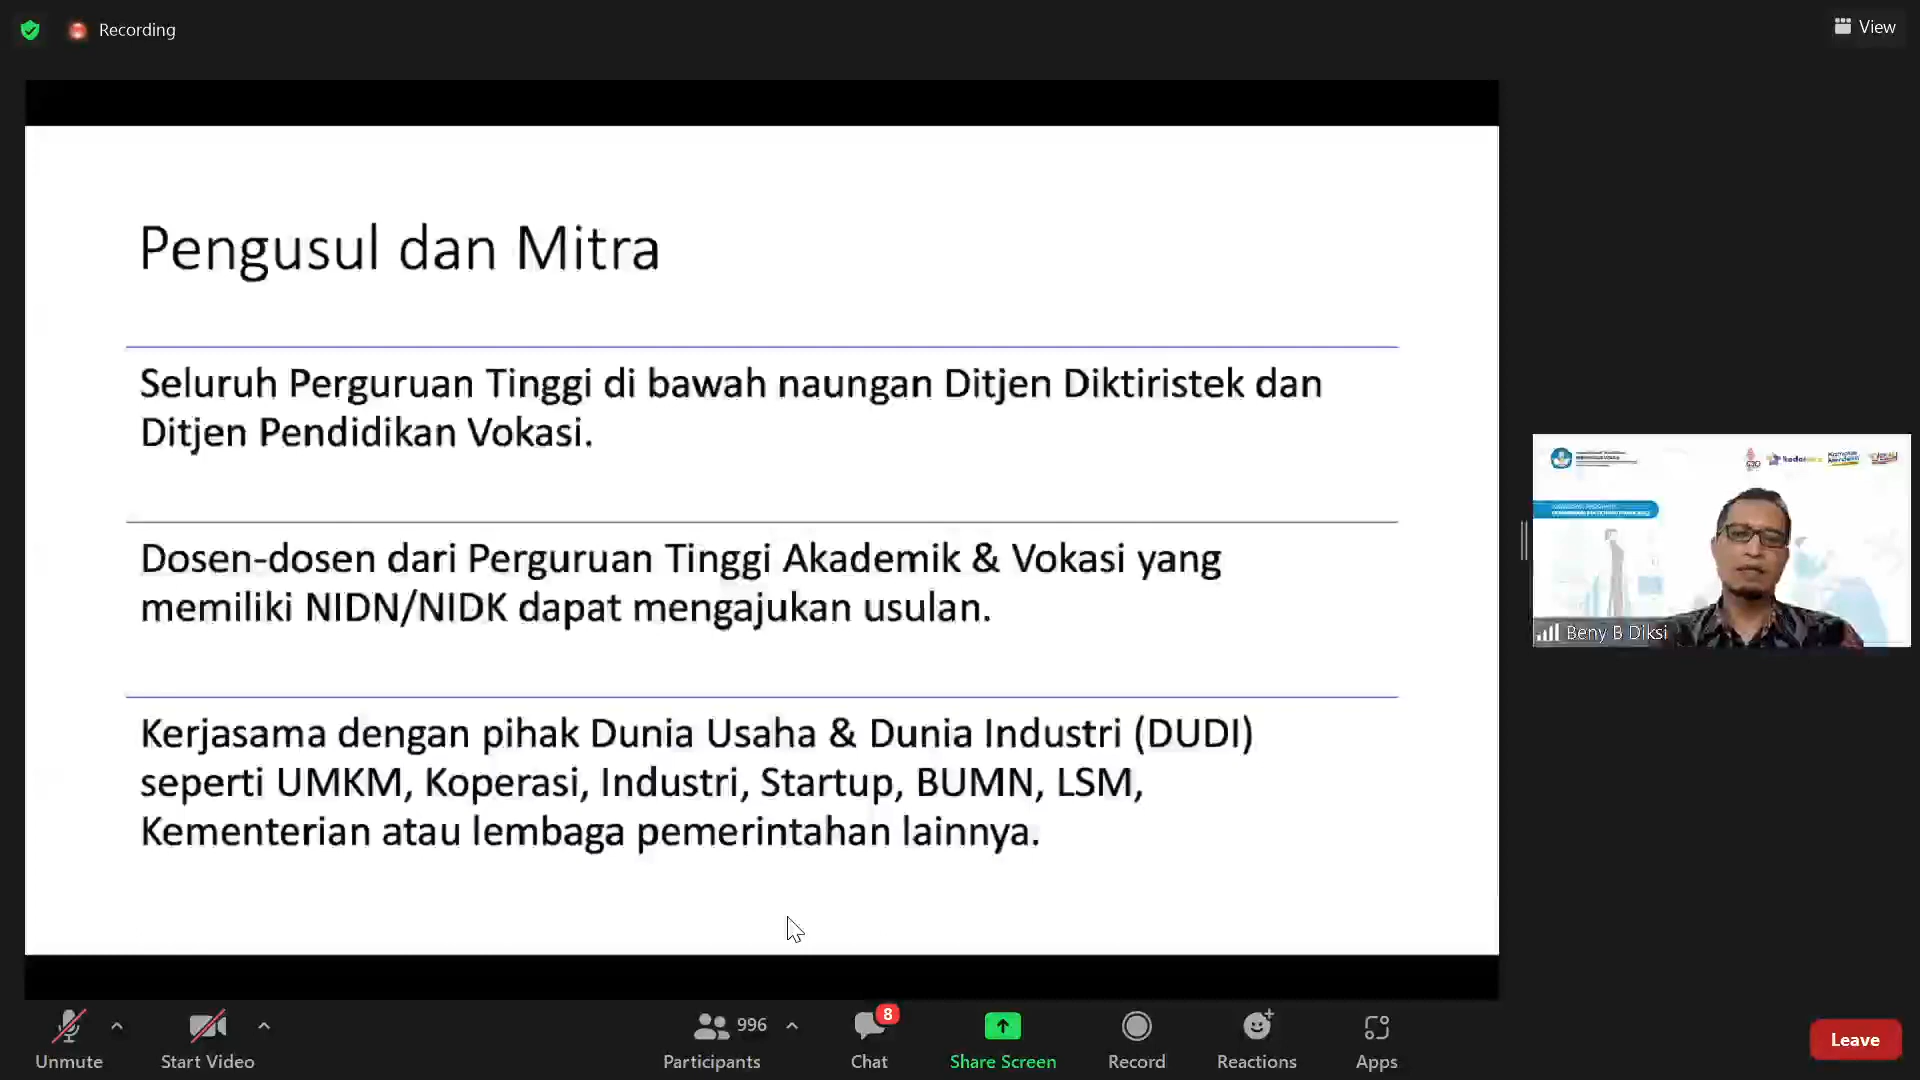 Recording
View
Pengusul dan Mitra
Seluruh Perguruan Tinggi di bawah naungan Ditjen Diktiristek dan
Ditjen Pendidikan Vokasi.
Dosen-dosen dari Perguruan Tinggi Akademik & Vokasi yang
memiliki NIDN/NIDK dapat mengajukan usulan.
Kerjasama dengan pihak Dunia Usaha & Dunia Industri (DUDI)
seperti UMKM, Koperasi, Industri, Startup, BUMN, LSM,
Kementerian atau lembaga pemerintahan lainnya.
Beny B Diksi
Unmute
Start Video
996
Participants
8
Chat
Share Screen
Record
Reactions
Apps
Leave